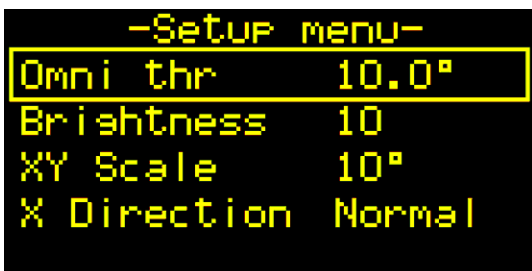 -Setup menu-
Omni thr 10.0°
Brightness 10
XY Scale 10°
X Direction Normal